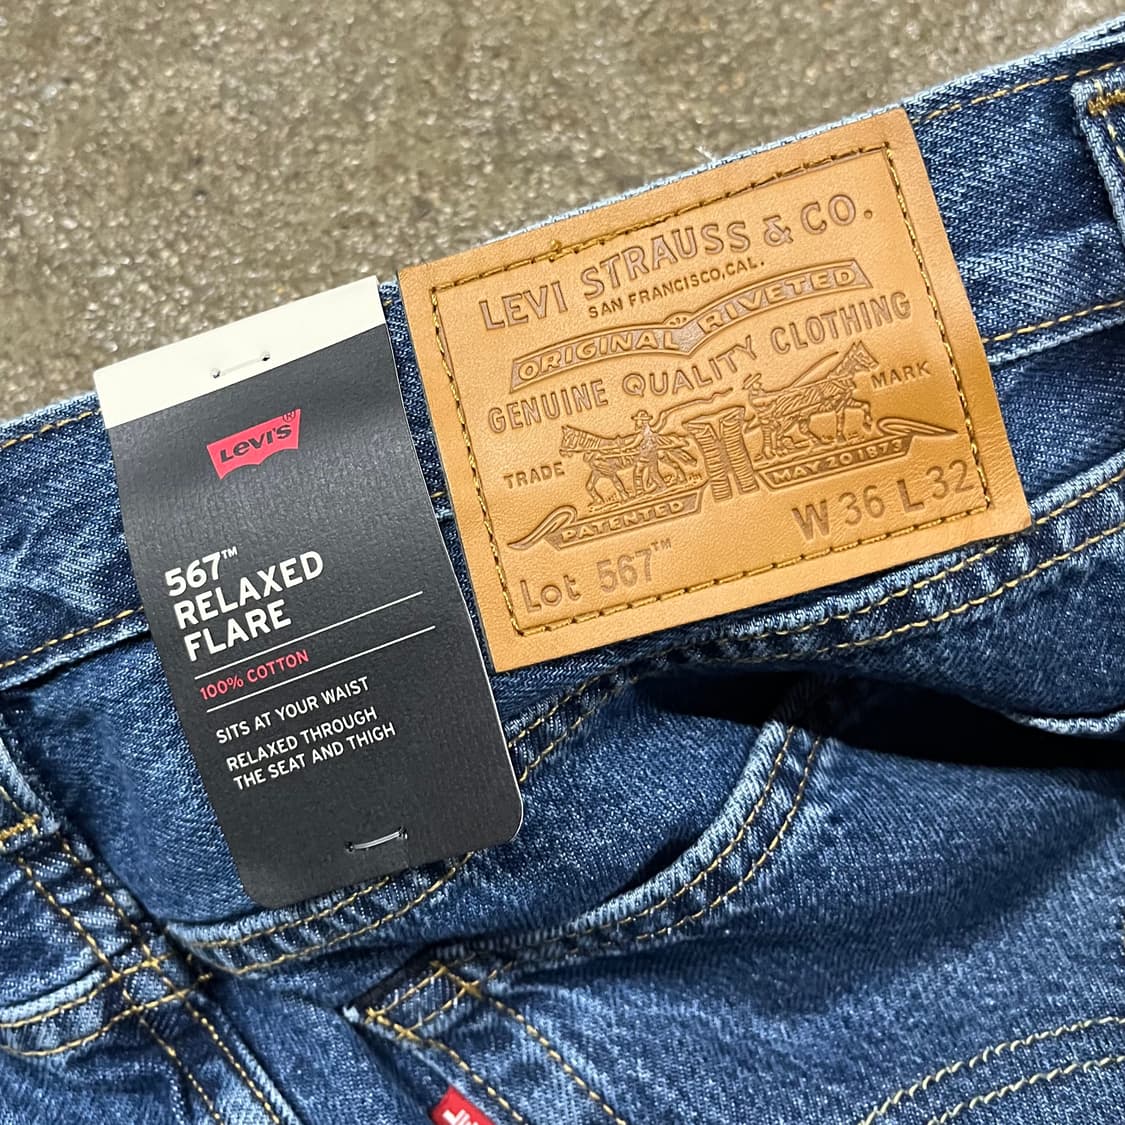 Levi's®
567™
RELAXED
FLARE
100% COTTON
SITS AT YOUR WAIST
RELAXED THROUGH
THE SEAT AND THIGH
LEVI STRAUSS & CO.
SAN FRANCISCO, CAL.
ORIGINAL RIVETED
GENUINE QUALITY CLOTHING
TRADE MARK
PATENTED MAY 20 1873
Lot 567™ W 36 L 32